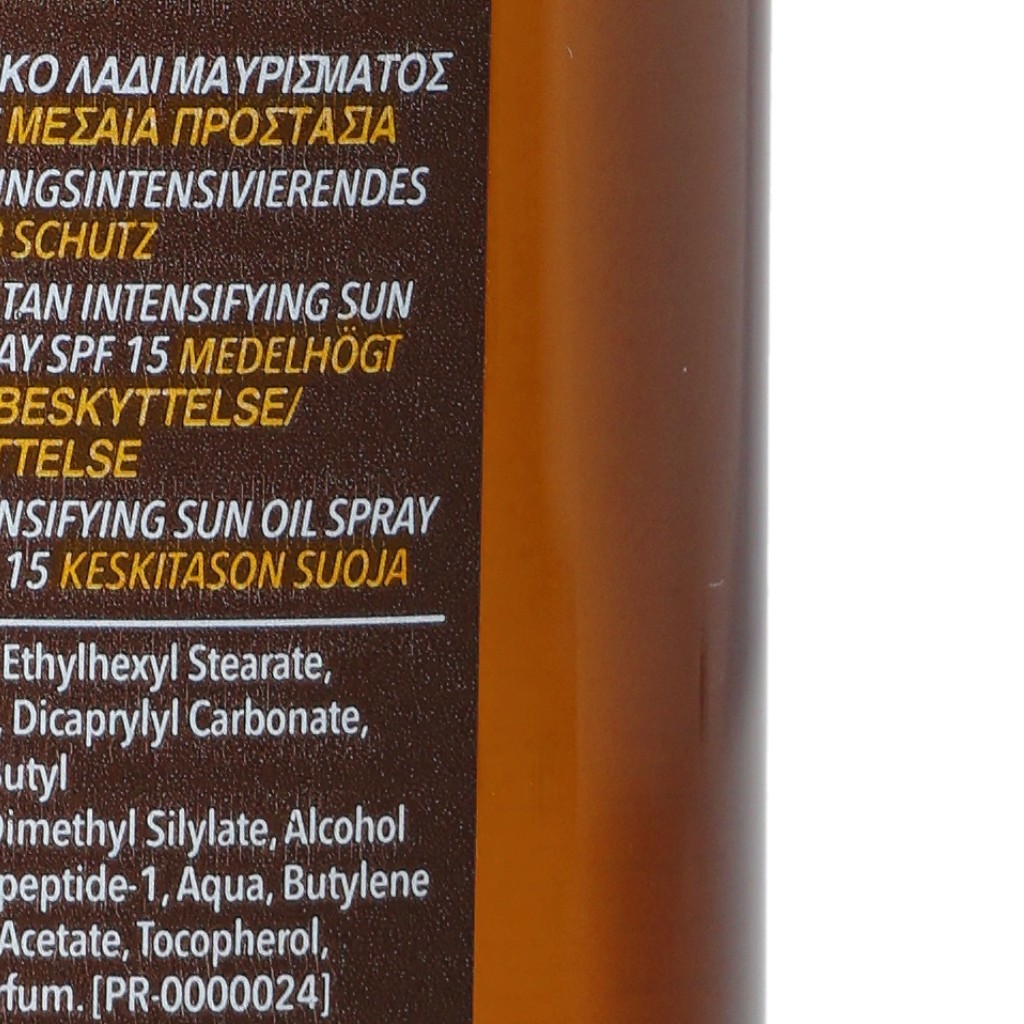 ΛΑΔΙ ΜΑΥΡΙΣΜΑΤΟΣ
ΜΕΣΑΙΑ ΠΡΟΣΤΑΣΙΑ
UNGSINTENSIVIERENDES
SCHUTZ
TAN INTENSIFYING SUN
AY SPF 15 MEDELHÖGT
BESKYTTELSE/
TTELSE
NSIFYING SUN OIL SPRAY
15 KESKITASON SUOJA
Ethylhexyl Stearate,
, Dicaprylyl Carbonate,
Butyl
Dimethyl Silylate, Alcohol
peptide-1, Aqua, Butylene
Acetate, Tocopherol,
rfum. [PR-0000024]